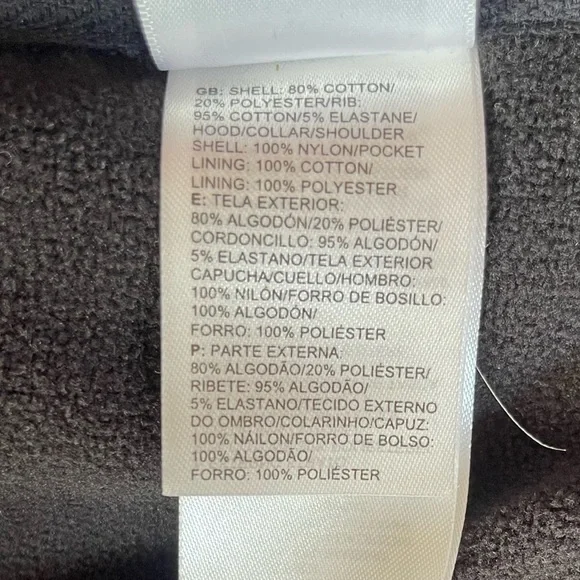 GB: SHELL: 80% COTTON/
20% POLYESTER/RIB:
95% COTTON/5% ELASTANE/
HOOD/COLLAR/SHOULDER
SHELL: 100% NYLON/POCKET
LINING: 100% COTTON/
LINING: 100% POLYESTER
E: TELA EXTERIOR:
80% ALGODÓN/20% POLIÉSTER/
CORDONCILLO: 95% ALGODÓN/
5% ELASTANO/TELA EXTERIOR
CAPUCHA/CUELLO/HOMBRO:
100% NILÓN/FORRO DE BOSILLO:
100% ALGODÓN/
FORRO: 100% POLIÉSTER
P: PARTE EXTERNA:
80% ALGODÃO/20% POLIÉSTER/
RIBETE: 95% ALGODÃO/
5% ELASTANO/TECIDO EXTERNO
DO OMBRO/COLARINHO/CAPUZ:
100% NÁILON/FORRO DE BOLSO:
100% ALGODÃO/
FORRO: 100% POLIÉSTER